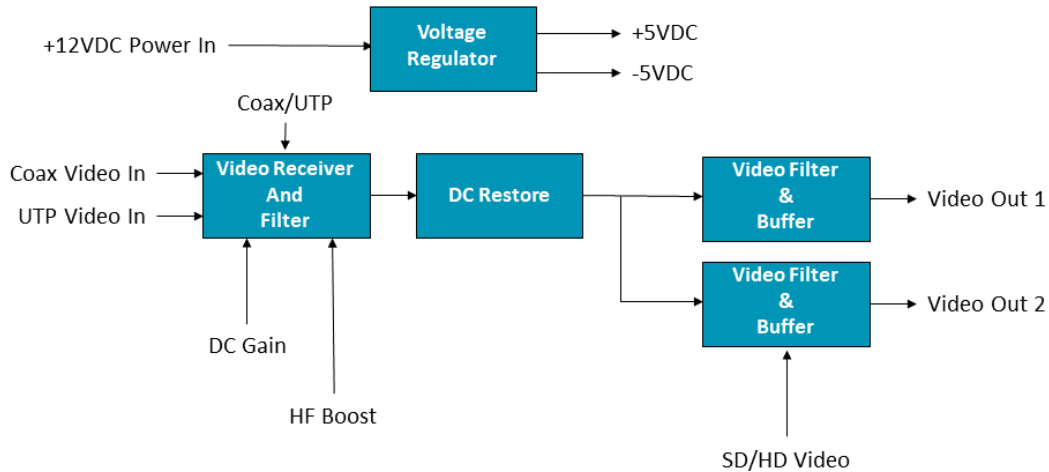 +12VDC Power In
Voltage
Regulator
+5VDC
-5VDC
Coax/UTP
Coax Video In
UTP Video In
Video Receiver
And
Filter
DC Restore
Video Filter
&
Buffer
Video Out 1
Video Filter
&
Buffer
Video Out 2
DC Gain
HF Boost
SD/HD Video